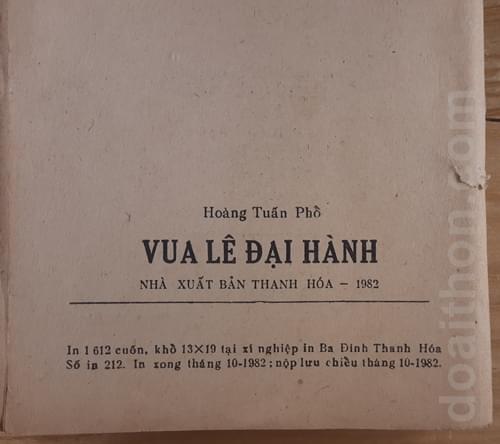 Hoàng Tuấn Phổ
VUA LÊ ĐẠI HÀNH
NHÀ XUẤT BẢN THANH HÓA — 1982
In 1 612 cuốn, khổ 13×19 tại xí nghiệp in Ba Đình Thanh Hóa
Số in 212. In xong tháng 10-1982; nộp lưu chiều tháng 10-1982.
doaithon.com